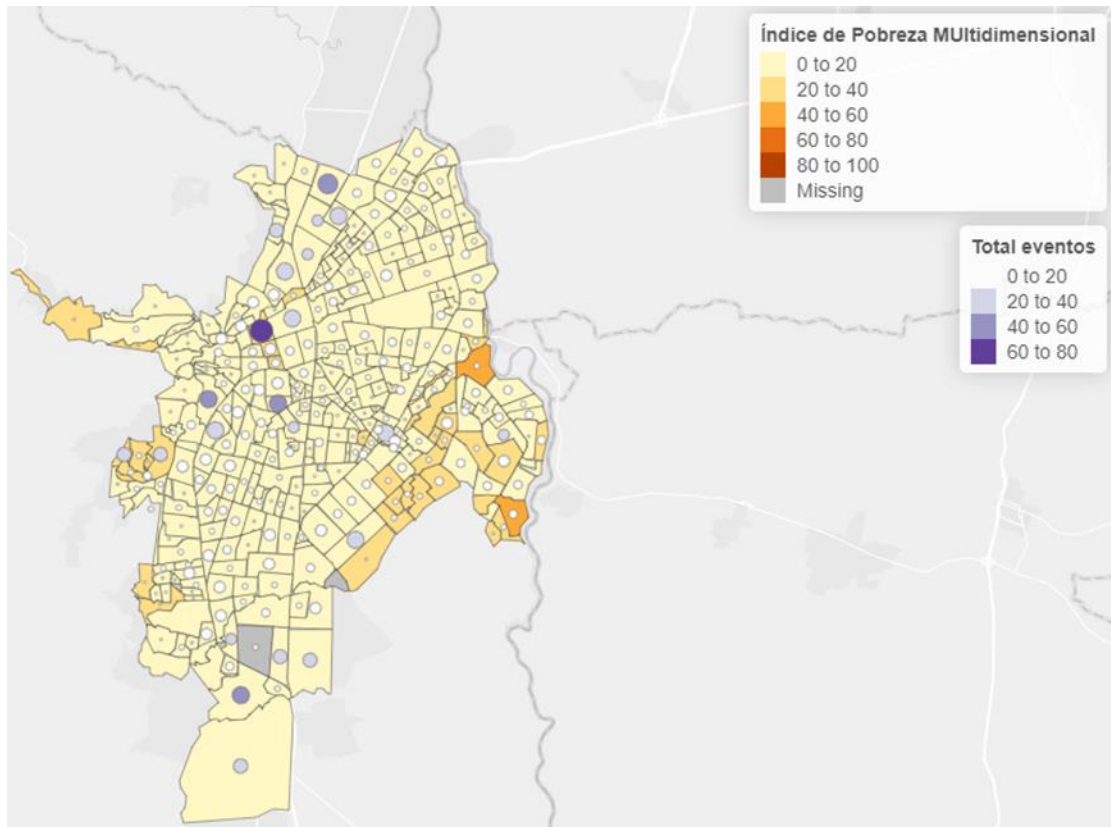 Índice de Pobreza MUltidimensional
0 to 20
20 to 40
40 to 60
60 to 80
80 to 100
Missing
Total eventos
0 to 20
20 to 40
40 to 60
60 to 80